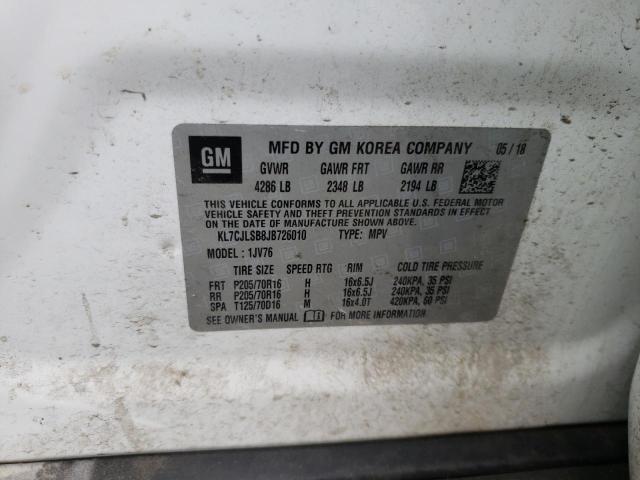 GM
MFD BY GM KOREA COMPANY 05/18
GVWR GAWR FRT GAWR RR
4286 LB 2348 LB 2194 LB
THIS VEHICLE CONFORMS TO ALL APPLICABLE U.S. FEDERAL MOTOR
VEHICLE SAFETY AND THEFT PREVENTION STANDARDS IN EFFECT
ON THE DATE OF MANUFACTURE SHOWN ABOVE.
KL7CJLSB8JB726010 TYPE: MPV
MODEL: 1JV76
TIRE SIZE SPEED RTG RIM COLD TIRE PRESSURE
FRT P205/70R16 H 16x6.5J 240KPA, 35 PSI
RR P205/70R16 H 16x6.5J 240KPA, 35 PSI
SPA T125/70D16 M 16x4.0T 420KPA, 60 PSI
SEE OWNER'S MANUAL FOR MORE INFORMATION